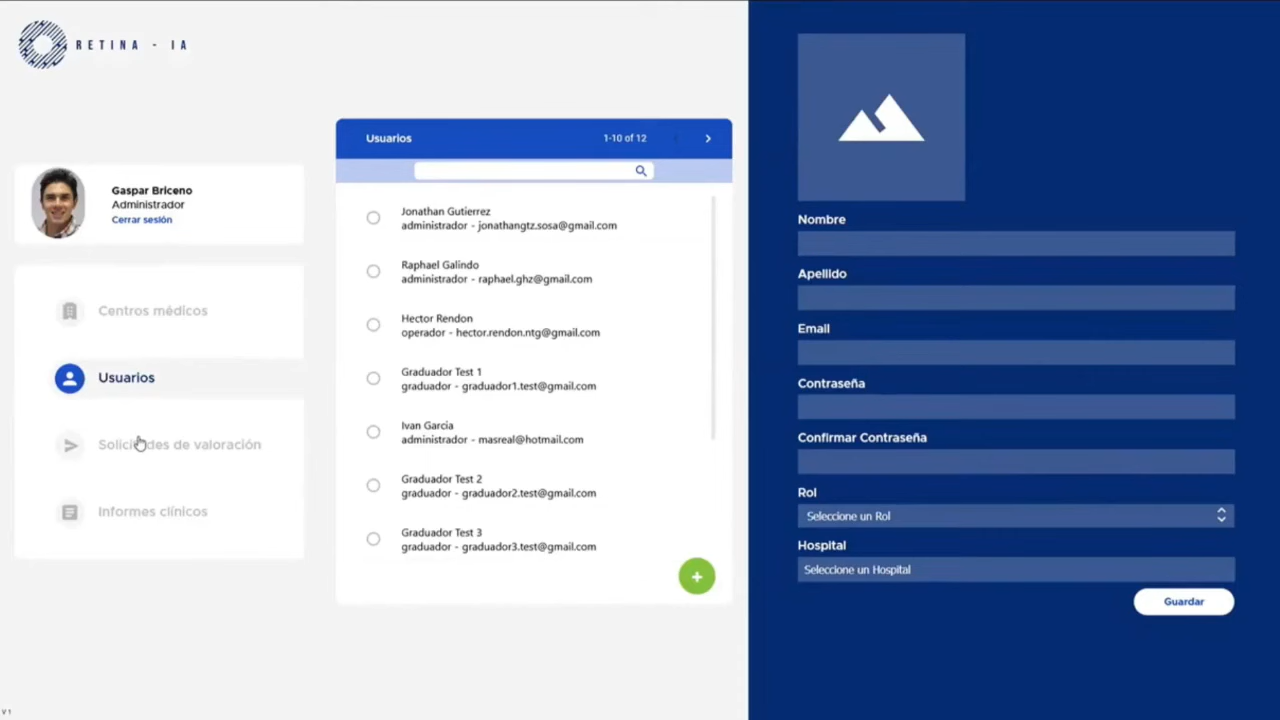 RETINA - IA
Gaspar Briceno
Administrador
Cerrar sesión
Centros médicos
Usuarios
Solicitudes de valoración
Informes clínicos
Usuarios
1-10 of 12
Jonathan Gutierrez
administrador - jonathangtz.sosa@gmail.com
Raphael Galindo
administrador - raphael.ghz@gmail.com
Hector Rendon
operador - hector.rendon.ntg@gmail.com
Graduador Test 1
graduador - graduador1.test@gmail.com
Ivan Garcia
administrador - masreal@hotmail.com
Graduador Test 2
graduador - graduador2.test@gmail.com
Graduador Test 3
graduador - graduador3.test@gmail.com
Nombre
Apellido
Email
Contraseña
Confirmar Contraseña
Rol
Seleccione un Rol
Hospital
Seleccione un Hospital
Guardar
V1